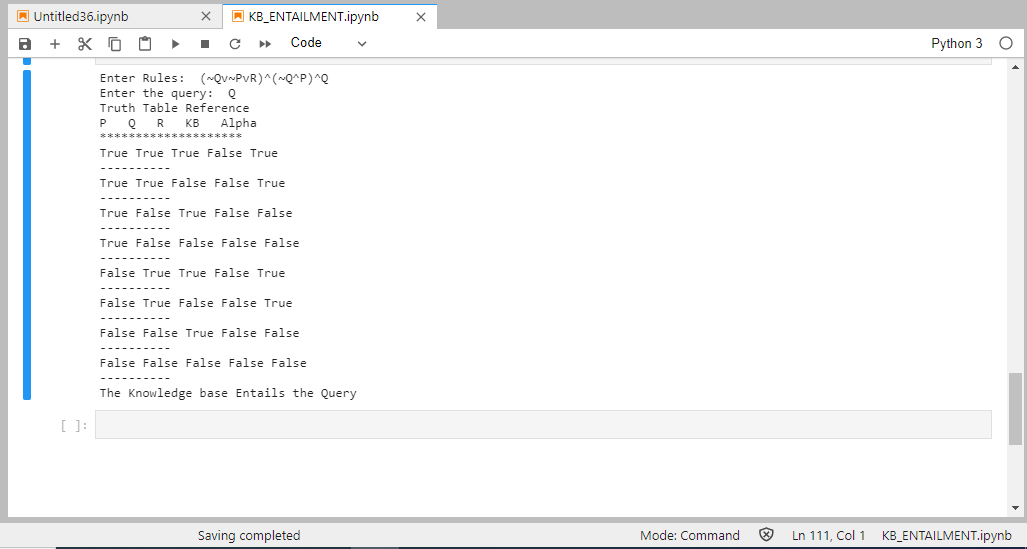 Untitled36.ipynb
KB_ENTAILMENT.ipynb
Code
Python 3
Enter Rules: (~Qv~PvR)^(~Q^P)^Q
Enter the query: Q
Truth Table Reference
P Q R KB Alpha
********************
True True True False True
----------
True True False False True
----------
True False True False False
----------
True False False False False
----------
False True True False True
----------
False True False False True
----------
False False True False False
----------
False False False False False
----------
The Knowledge base Entails the Query
[ ]:
Saving completed
Mode: Command
Ln 111, Col 1
KB_ENTAILMENT.ipynb